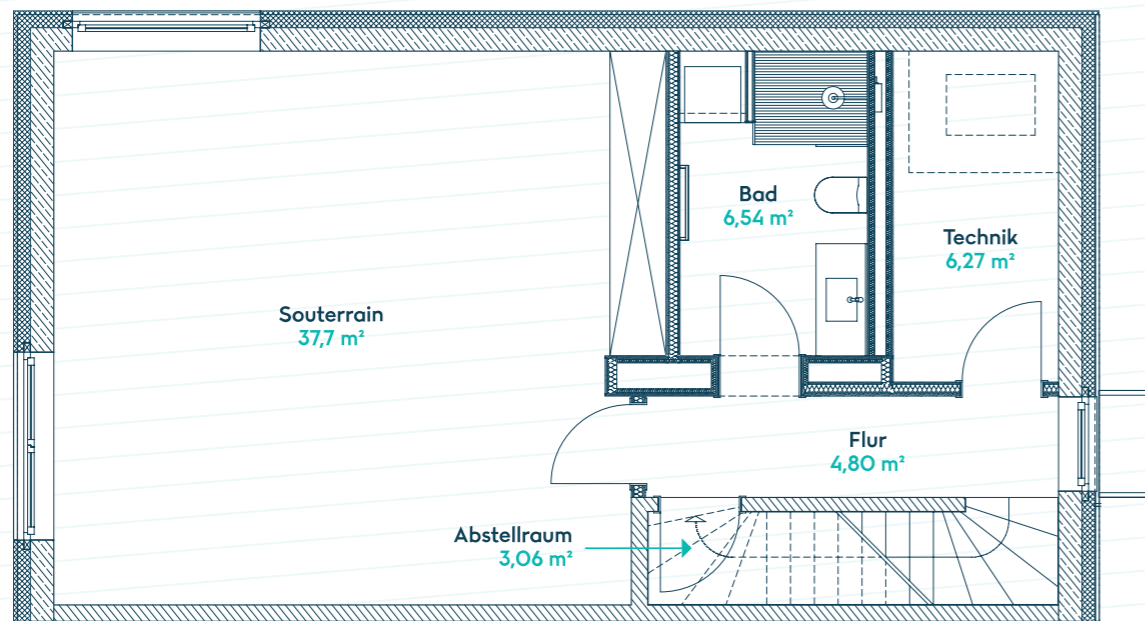 Bad
6,54 m²
Technik
6,27 m²
Souterrain
37,7 m²
Flur
4,80 m²
Abstellraum
3,06 m²